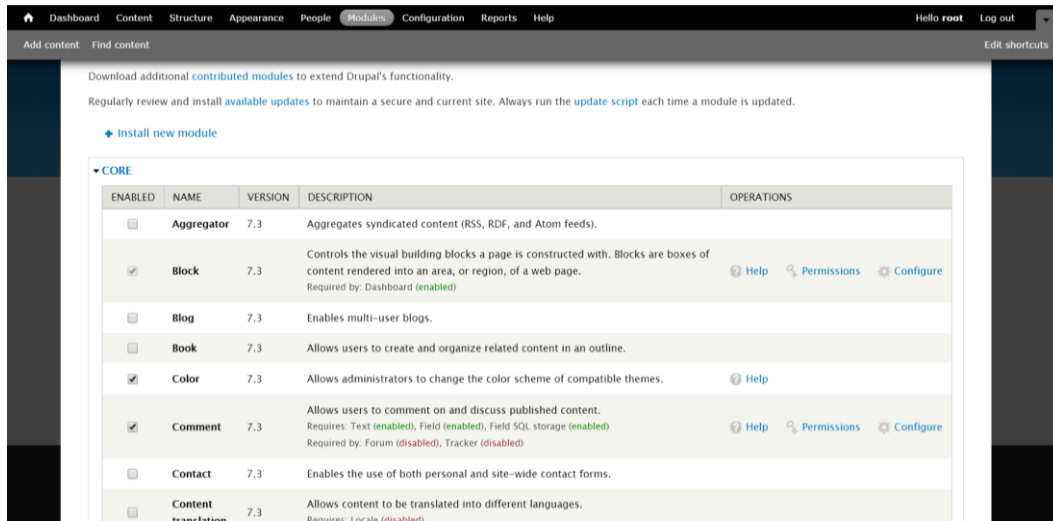 Dashboard Content Structure Appearance People Modules Configuration Reports Help Hello root Log out
Add content Find content Edit shortcuts
Download additional contributed modules to extend Drupal's functionality.
Regularly review and install available updates to maintain a secure and current site. Always run the update script each time a module is updated.
+ Install new module
CORE
ENABLED NAME VERSION DESCRIPTION OPERATIONS
Aggregator 7.3 Aggregates syndicated content (RSS, RDF, and Atom feeds).
Controls the visual building blocks a page is constructed with. Blocks are boxes of
Block 7.3 content rendered into an area, or region, of a web page. Help Permissions Configure
Required by: Dashboard (enabled)
Blog 7.3 Enables multi-user blogs.
Book 7.3 Allows users to create and organize related content in an outline.
Color 7.3 Allows administrators to change the color scheme of compatible themes. Help
Allows users to comment on and discuss published content.
Comment 7.3 Requires: Text (enabled), Field (enabled), Field SQL storage (enabled) Help Permissions Configure
Required by: Forum (disabled), Tracker (disabled)
Contact 7.3 Enables the use of both personal and site-wide contact forms.
Content translation 7.3 Allows content to be translated into different languages.
Requires: Locale (disabled)